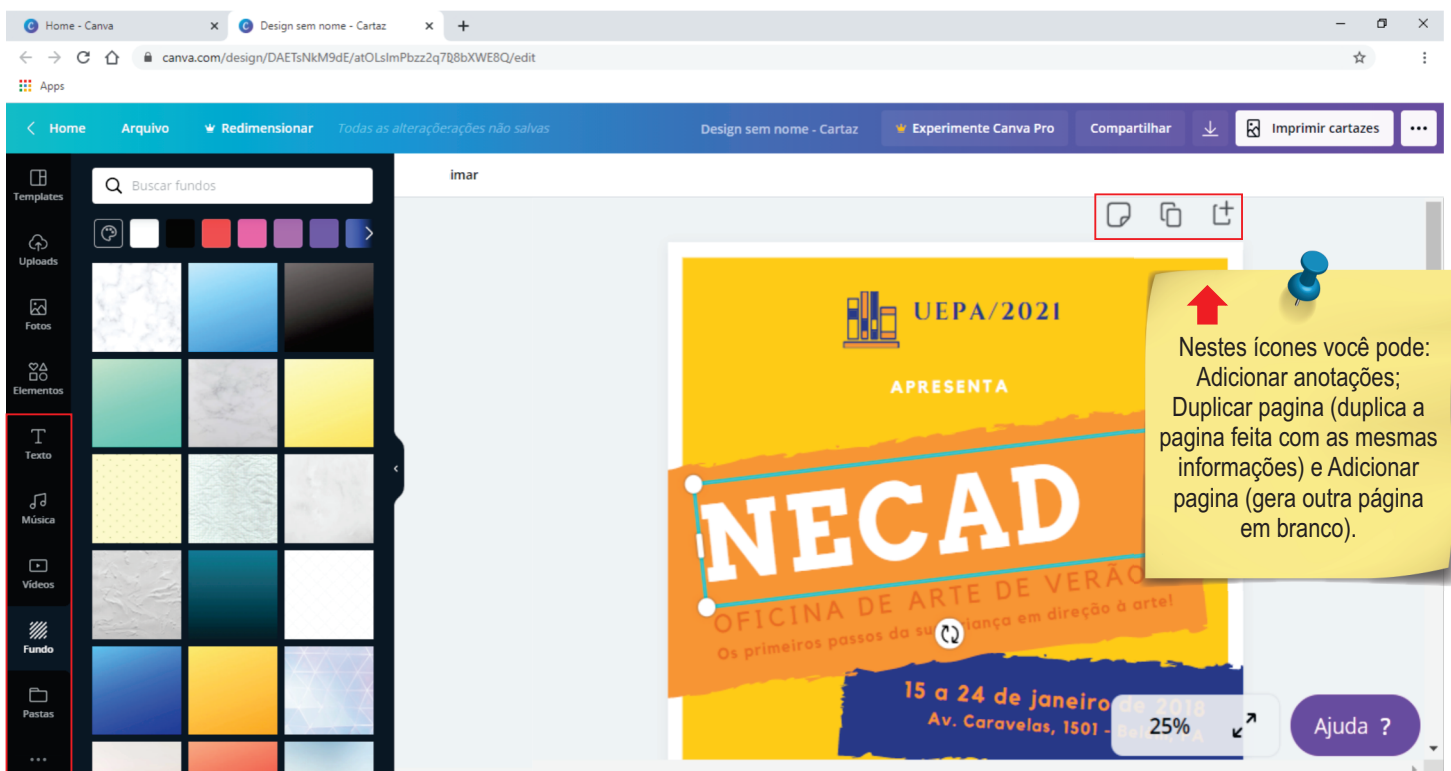 Home - Canva
Design sem nome - Cartaz
canva.com/design/DAETsNkM9dE/atOLsImPbzz2q7D8bXWE8Q/edit
Apps
Home Arquivo Redimensionar Todas as alteraçõerações não salvas Design sem nome - Cartaz Experimente Canva Pro Compartilhar Imprimir cartazes
Templates
Uploads
Fotos
Elementos
Texto
Música
Vídeos
Fundo
Pastas
Buscar fundos
imar
UEPA/2021
APRESENTA
NECAD
OFICINA DE ARTE DE VERÃO
Os primeiros passos da iança em direção à arte!
15 a 24 de janeiro de 2018
Av. Caravelas, 1501 -
Nestes ícones você pode:
Adicionar anotações;
Duplicar pagina (duplica a
pagina feita com as mesmas
informações) e Adicionar
pagina (gera outra página
em branco).
25%
Ajuda ?